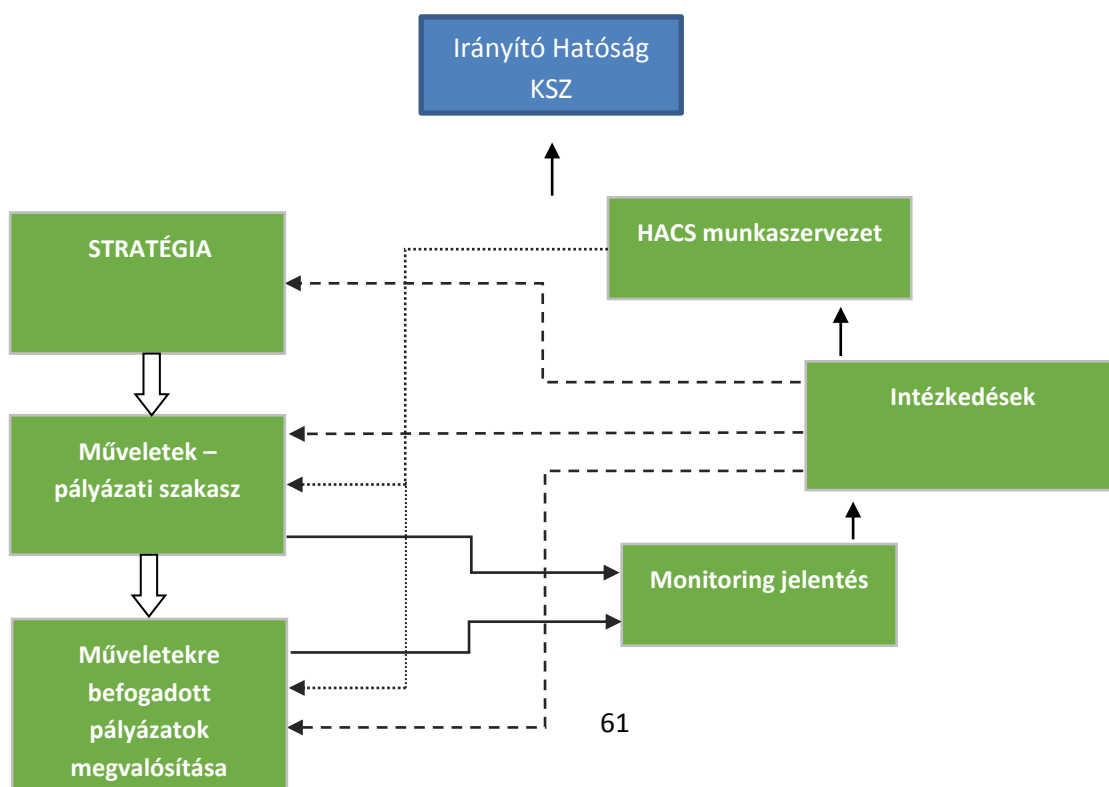 Irányító Hatóság
KSZ
STRATÉGIA
HACS munkaszervezet
Intézkedések
Műveletek –
pályázati szakasz
Monitoring jelentés
Műveletekre
befogadott
pályázatok
megvalósítása
61